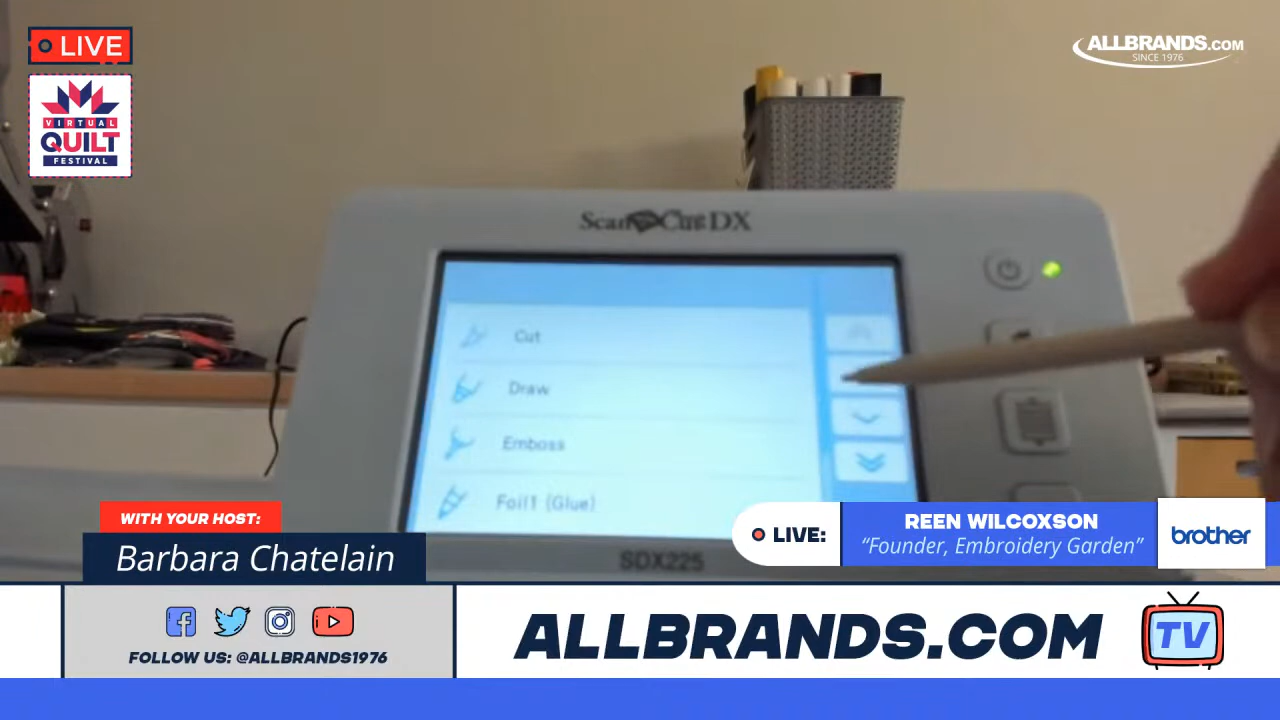 LIVE
VIRTUAL
QUILT
FESTIVAL
ALLBRANDS.COM
SINCE 1976
ScanNCut DX
Cut
Draw
Emboss
Foil1 (Glue)
SDX225
WITH YOUR HOST:
Barbara Chatelain
LIVE:
REEN WILCOXSON
“Founder, Embroidery Garden”
brother
FOLLOW US: @ALLBRANDS1976
ALLBRANDS.COM
TV